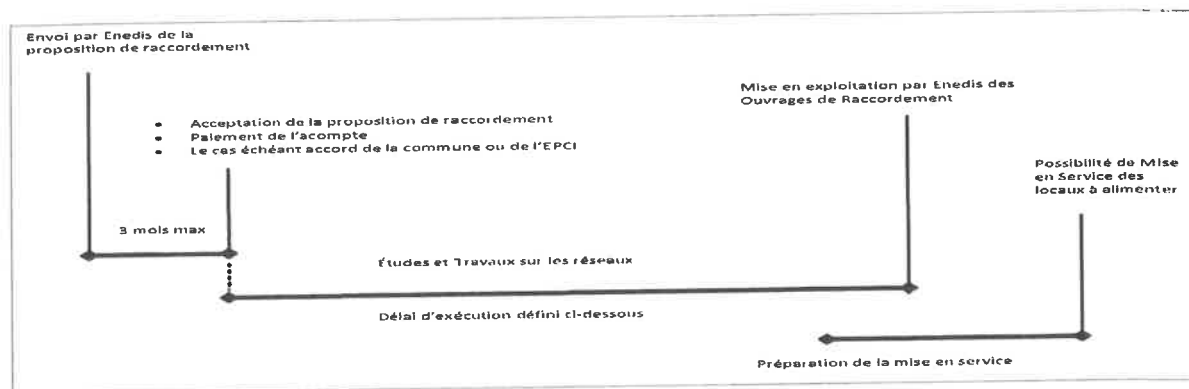 Envoi par Enedis de la
proposition de raccordement
Mise en exploitation par Enedis des
Ouvrages de Raccordement
• Acceptation de la proposition de raccordement
• Paiement de l'acompte
• Le cas échéant accord de la commune ou de l'EPCI
Possibilité de Mise
en Service des
locaux à alimenter
3 mois max
Études et Travaux sur les réseaux
Délai d'exécution défini ci-dessous
Préparation de la mise en service